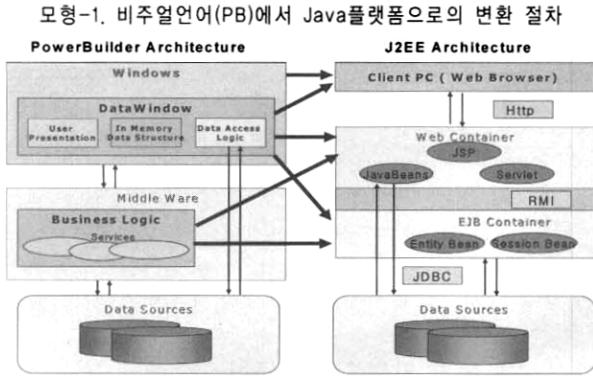 모형-1. 비주얼언어(PB)에서 Java플랫폼으로의 변환 절차
PowerBuilder Architecture
J2EE Architecture
Windows
DataWindow
User
Presentation
In Memory
Data Structure
Data Access
Logic
Middle Ware
Business Logic
Services
Data Sources
Client PC ( Web Browser)
Http
Web Container
JSP
JavaBeans
Servlet
RMI
EJB Container
Entity Bean
Session Bean
JDBC
Data Sources